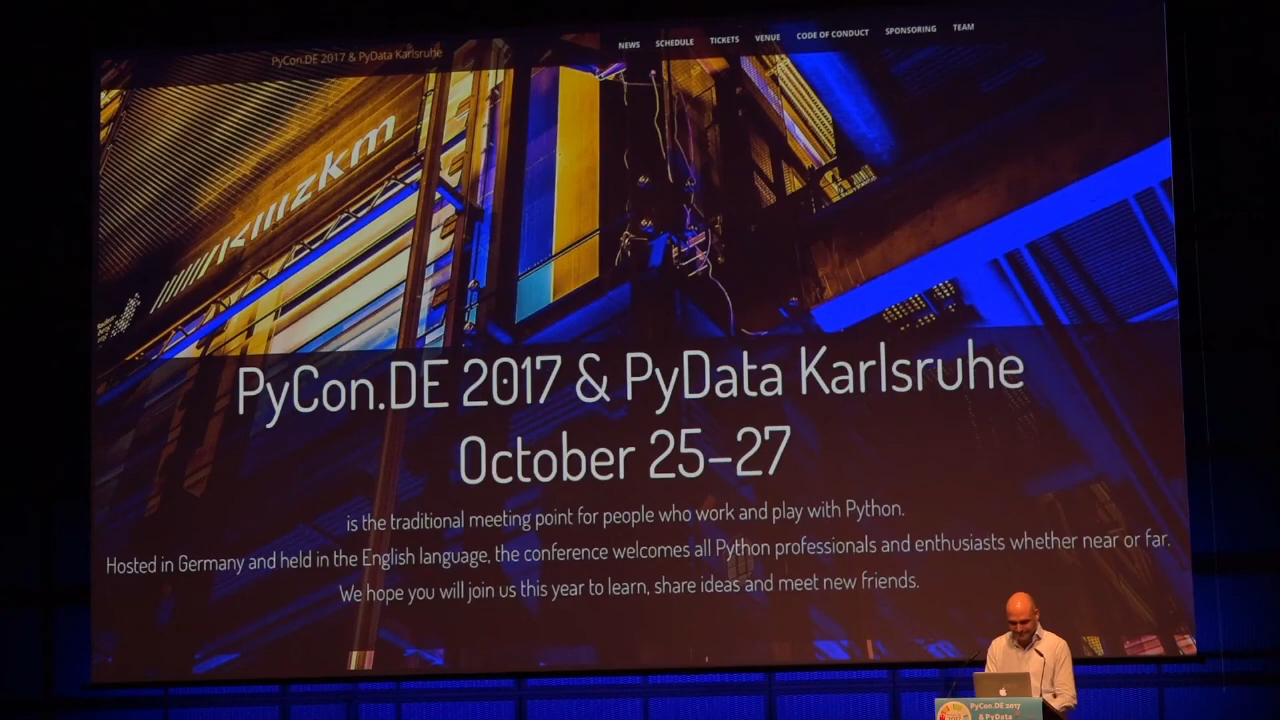 PyCon.DE 2017 & PyData Karlsruhe
NEWS SCHEDULE TICKETS VENUE CODE OF CONDUCT SPONSORING TEAM
zkm
PyCon.DE 2017 & PyData Karlsruhe
October 25-27
is the traditional meeting point for people who work and play with Python.
Hosted in Germany and held in the English language, the conference welcomes all Python professionals and enthusiasts whether near or far.
We hope you will join us this year to learn, share ideas and meet new friends.
PyCon.DE 2017
& PyData